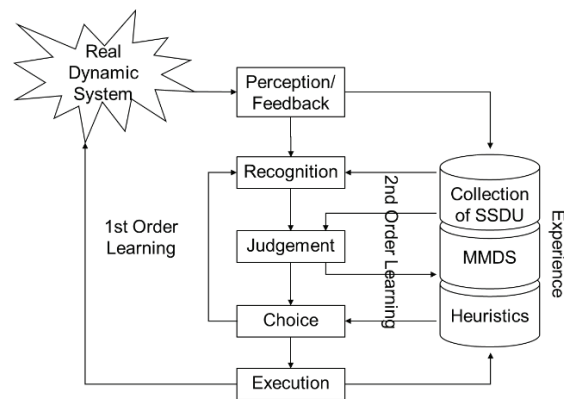 Real
Dynamic
System
Perception/
Feedback
Recognition
1st Order
Learning
Judgement
Choice
Execution
2nd Order Learning
Collection
of SSDU
MMDS
Heuristics
Experience